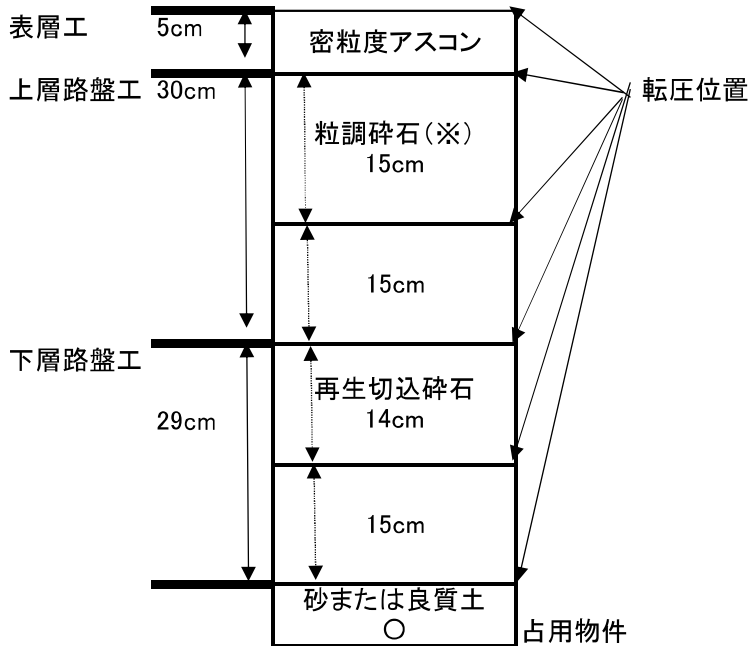 表層工
5cm
密粒度アスコン
上層路盤工
30cm
転圧位置
粒調砕石(※)
15cm
15cm
下層路盤工
再生切込砕石
29cm
14cm
15cm
砂または良質土
○
占用物件